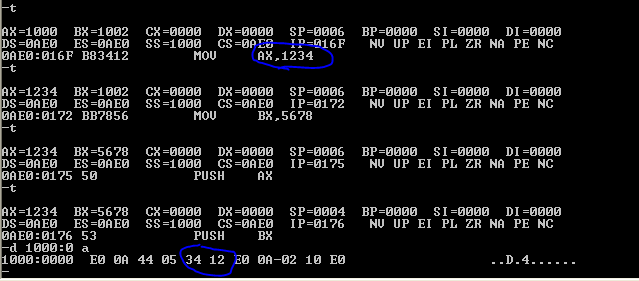 -t
AX=1000 BX=1002 CX=0000 DX=0000 SP=0006 BP=0000 SI=0000 DI=0000
DS=0AE0 ES=0AE0 SS=1000 CS=0AE0 IP=016F NV UP EI PL ZR NA PE NC
0AE0:016F B83412 MOV AX,1234
-t
AX=1234 BX=1002 CX=0000 DX=0000 SP=0006 BP=0000 SI=0000 DI=0000
DS=0AE0 ES=0AE0 SS=1000 CS=0AE0 IP=0172 NV UP EI PL ZR NA PE NC
0AE0:0172 BB7856 MOV BX,5678
-t
AX=1234 BX=5678 CX=0000 DX=0000 SP=0006 BP=0000 SI=0000 DI=0000
DS=0AE0 ES=0AE0 SS=1000 CS=0AE0 IP=0175 NV UP EI PL ZR NA PE NC
0AE0:0175 50 PUSH AX
-t
AX=1234 BX=5678 CX=0000 DX=0000 SP=0004 BP=0000 SI=0000 DI=0000
DS=0AE0 ES=0AE0 SS=1000 CS=0AE0 IP=0176 NV UP EI PL ZR NA PE NC
0AE0:0176 53 PUSH BX
-d 1000:0 a
1000:0000 E0 0A 44 05 34 12 E0 0A-02 10 E0 ..D.4......
-